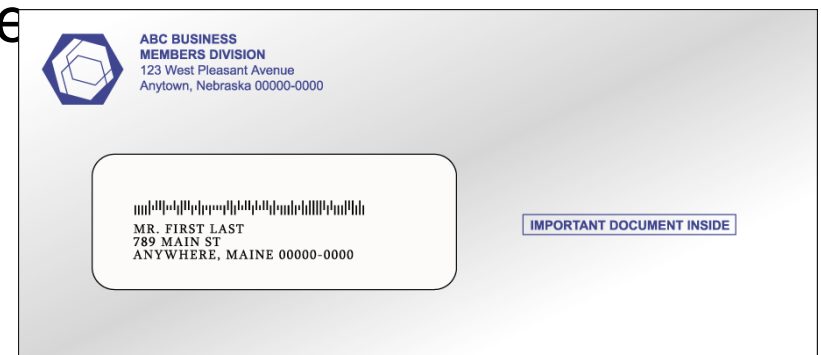 e
ABC BUSINESS
MEMBERS DIVISION
123 West Pleasant Avenue
Anytown, Nebraska 00000-0000
MR. FIRST LAST
789 MAIN ST
ANYWHERE, MAINE 00000-0000
IMPORTANT DOCUMENT INSIDE